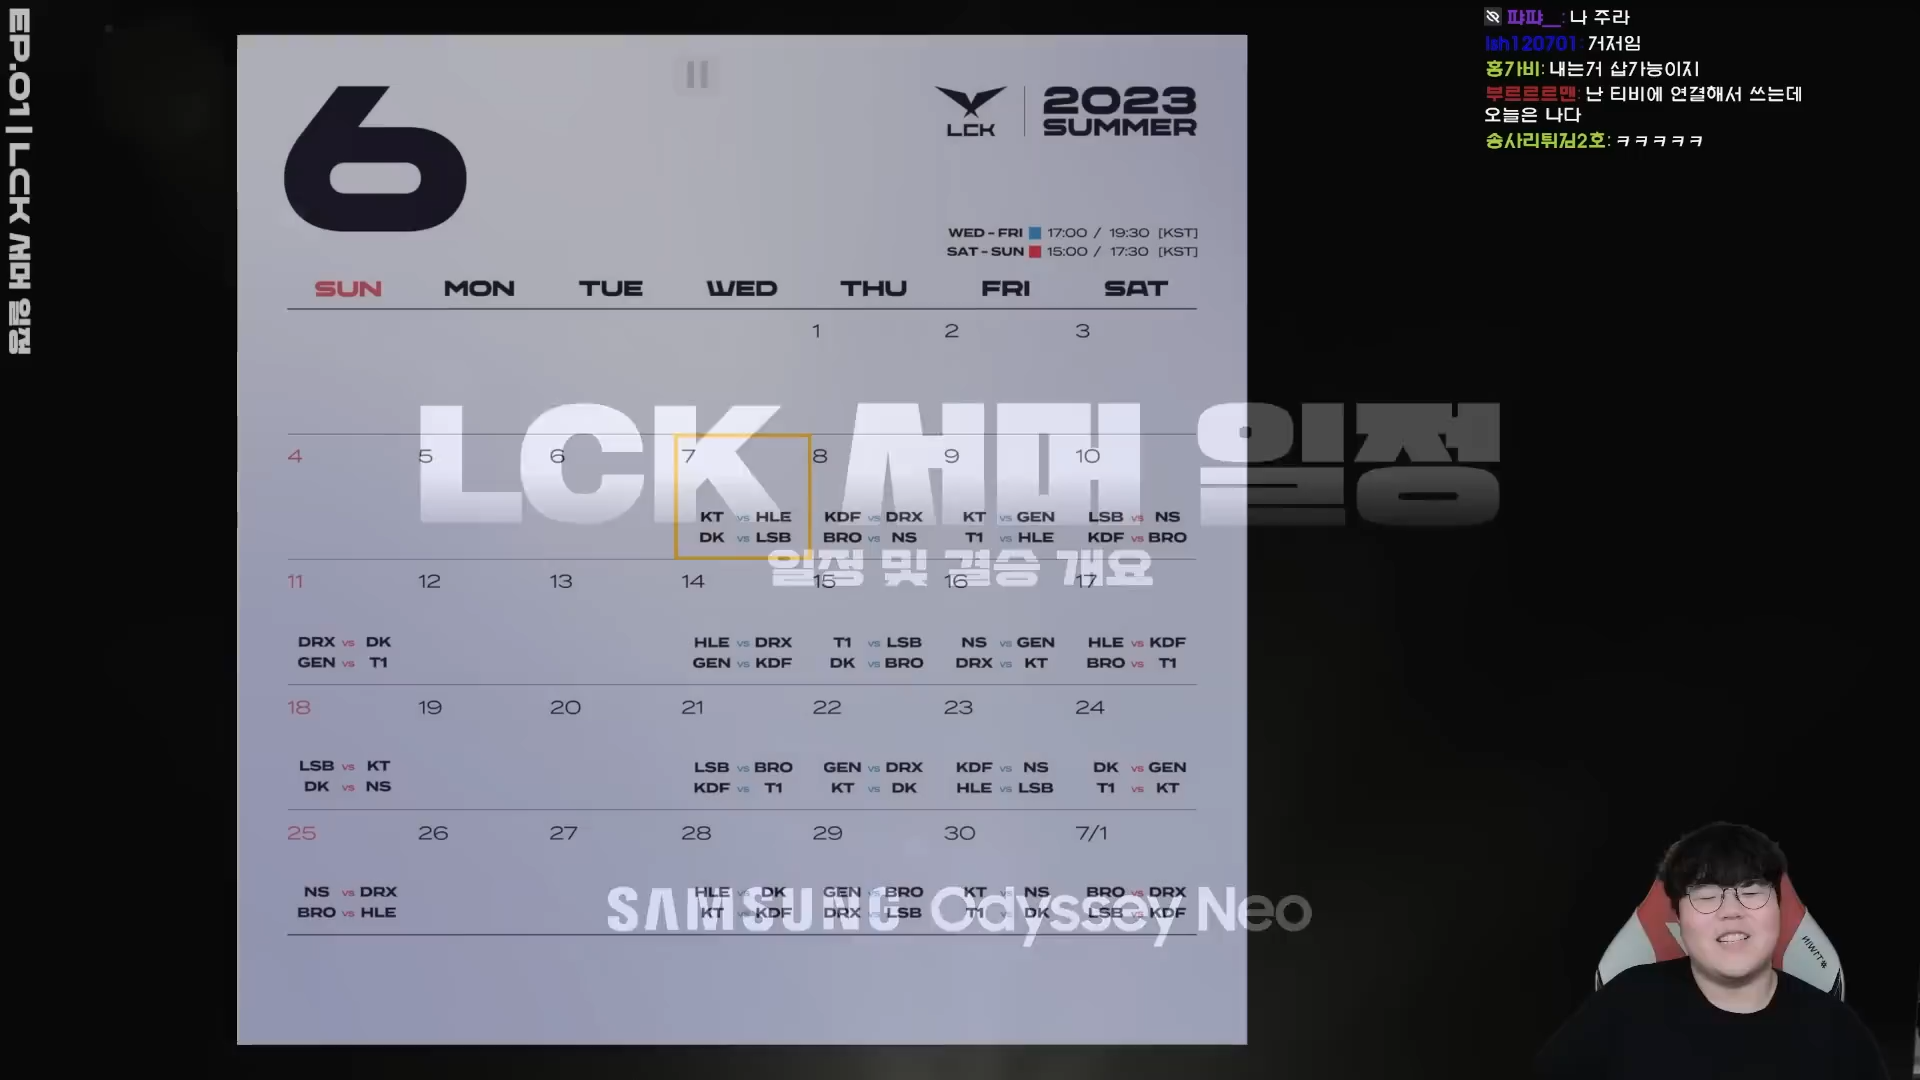 EP.01 | LCK 서머 일정
6
LCK
2023
SUMMER
WED - FRI 17:00 / 19:30 [KST]
SAT - SUN 15:00 / 17:30 [KST]
SUN MON TUE WED THU FRI SAT
1 2 3
LCK 서머 일정
4 5 6 7 8 9 10
KT vs HLE KDF vs DRX KT vs GEN LSB vs NS
DK vs LSB BRO vs NS T1 vs HLE KDF vs BRO
일정 및 결승 개요
11 12 13 14 15 16 17
DRX vs DK HLE vs DRX T1 vs LSB NS vs GEN HLE vs KDF
GEN vs T1 GEN vs KDF DK vs BRO DRX vs KT BRO vs T1
18 19 20 21 22 23 24
LSB vs KT LSB vs BRO GEN vs DRX KDF vs NS DK vs GEN
DK vs NS KDF vs T1 KT vs DK HLE vs LSB T1 vs KT
25 26 27 28 29 30 7/1
NS vs DRX HLE vs DK GEN vs BRO KT vs NS BRO vs DRX
BRO vs HLE KT vs KDF DRX vs LSB T1 vs DK LSB vs KDF
SAMSUNG Odyssey Neo
퍄퍄__: 나 주라
lsh120701: 거저임
홍가비: 내는거 쌉가능이지
부르르르맨: 난 티비에 연결해서 쓰는데
오늘은 나다
송사리튀김2호: ㅋㅋㅋㅋㅋ